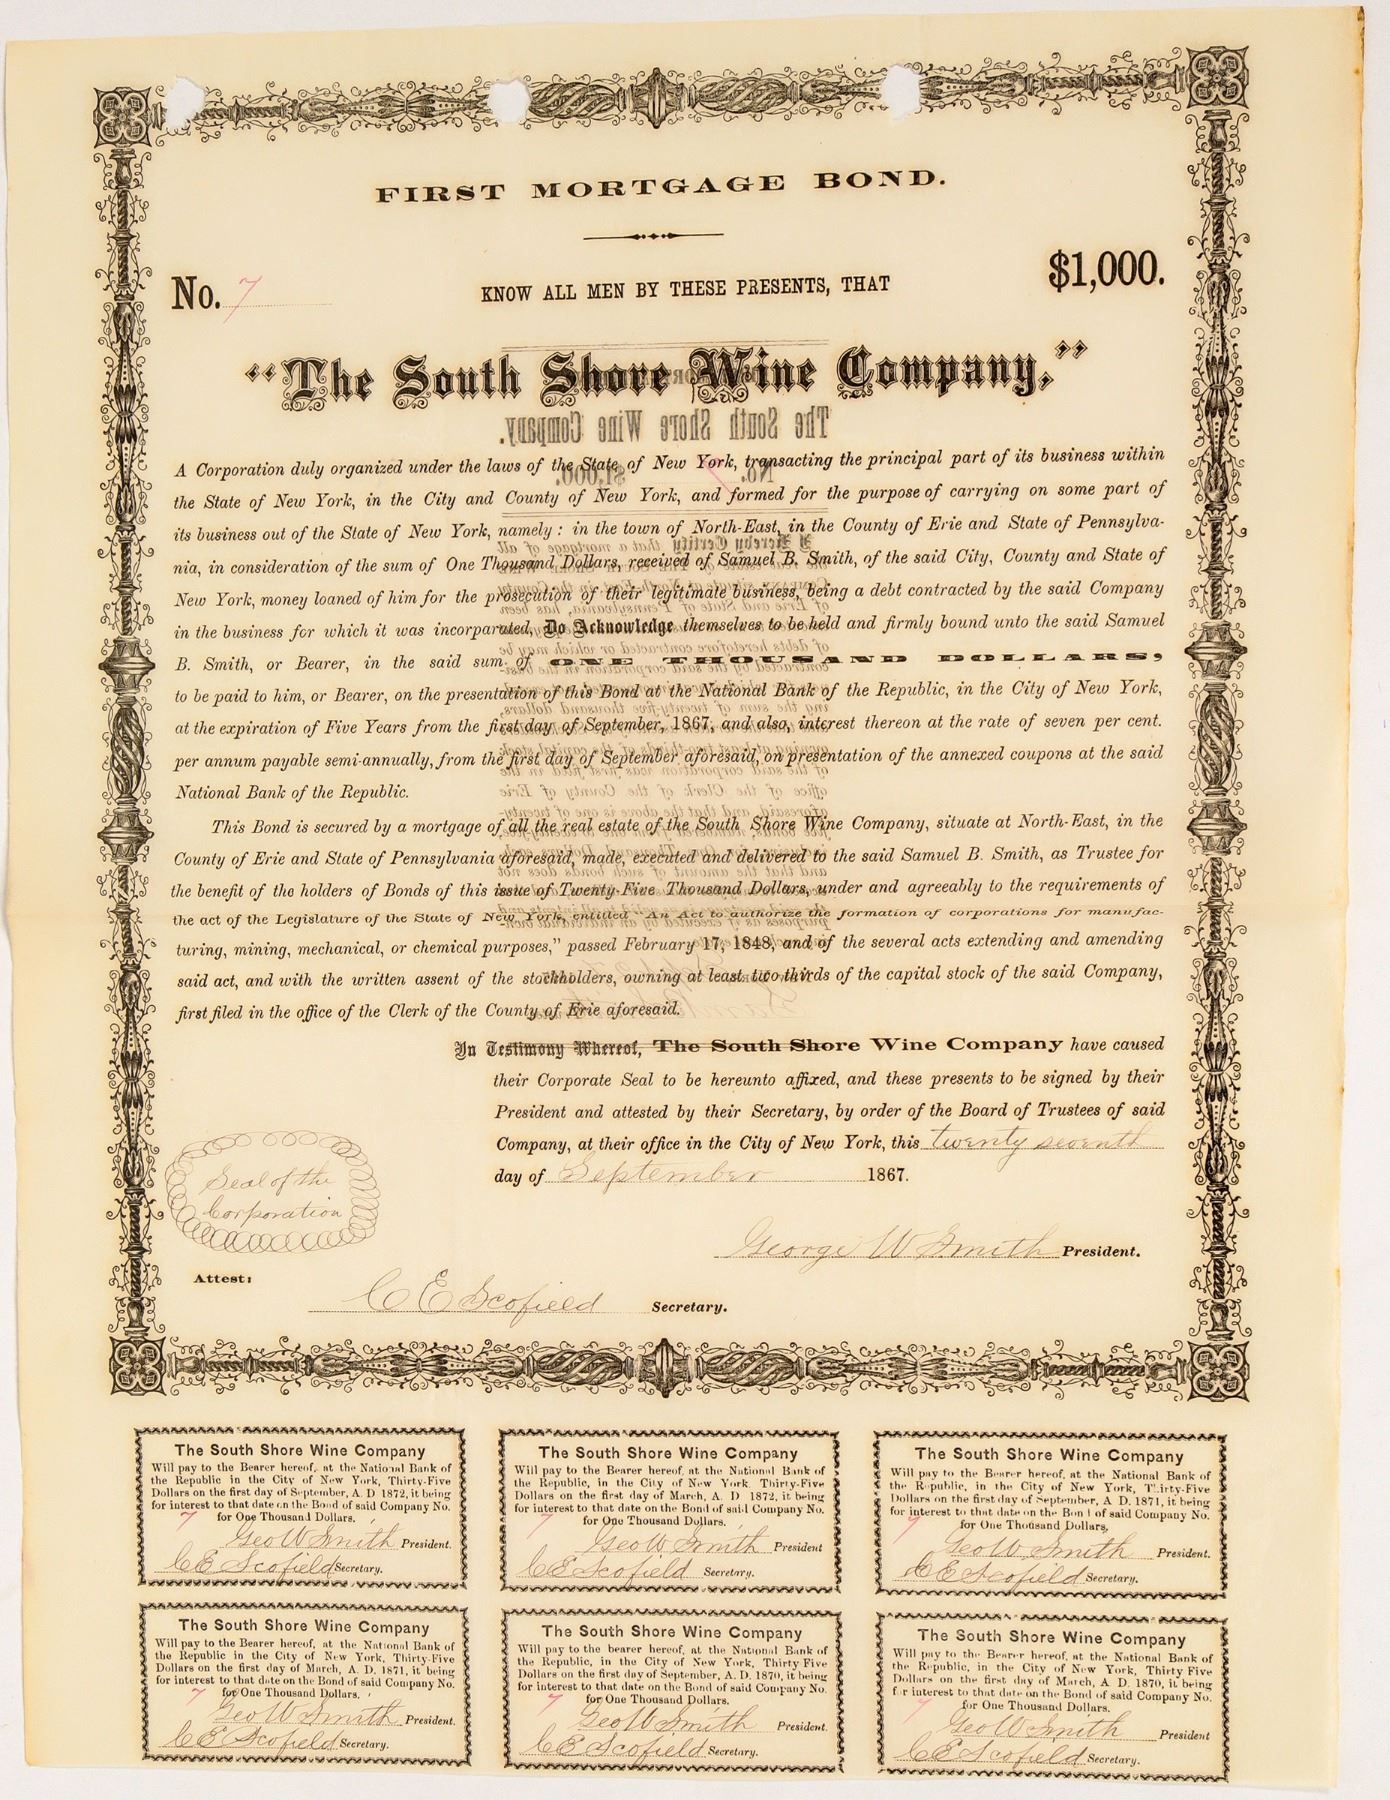 FIRST MORTGAGE BOND.
No. 7
KNOW ALL MEN BY THESE PRESENTS, THAT
$1,000.
"The South Shore Wine Company,"
A Corporation duly organized under the laws of the State of New York, transacting the principal part of its business within
the State of New York, in the City and County of New York, and formed for the purpose of carrying on some part of
its business out of the State of New York, namely: in the town of North-East, in the County of Erie and State of Pennsylva-
nia, in consideration of the sum of One Thousand Dollars, received of Samuel B. Smith, of the said City, County and State of
New York, money loaned of him for the prosecution of their legitimate business, being a debt contracted by the said Company
in the business for which it was incorparated, Do Acknowledge themselves to be held and firmly bound unto the said Samuel
B. Smith, or Bearer, in the said sum of ONE THOUSAND DOLLARS,
to be paid to him, or Bearer, on the presentation of this Bond at the National Bank of the Republic, in the City of New York,
at the expiration of Five Years from the first day of September, 1867, and also, interest thereon at the rate of seven per cent.
per annum payable semi-annually, from the first day of September aforesaid, on presentation of the annexed coupons at the said
National Bank of the Republic.
This Bond is secured by a mortgage of all the real estate of the South Shore Wine Company, situate at North-East, in the
County of Erie and State of Pennsylvania aforesaid, made, executed and delivered to the said Samuel B. Smith, as Trustee for
the benefit of the holders of Bonds of this issue of Twenty-Five Thousand Dollars, under and agreeably to the requirements of
the act of the Legislature of the State of New York, entitled "An Act to authorize the formation of corporations for manufac-
turing, mining, mechanical, or chemical purposes," passed February 17, 1848, and of the several acts extending and amending
said act, and with the written assent of the stockholders, owning at least two-thirds of the capital stock of the said Company,
first filed in the office of the Clerk of the County of Erie aforesaid.
In Testimony Whereof, The South Shore Wine Company have caused
their Corporate Seal to be hereunto affixed, and these presents to be signed by their
President and attested by their Secretary, by order of the Board of Trustees of said
Company, at their office in the City of New York, this twenty seventh
day of September 1867.
Seal of the
Corporation
George W Smith President.
Attest:
C E Scofield Secretary.
The South Shore Wine Company
Will pay to the Bearer hereof, at the National Bank of
the Republic in the City of New York, Thirty-Five
Dollars on the first day of September, A. D 1872, it being
for interest to that date on the Bond of said Company No.
7 for One Thousand Dollars.
Geo W Smith President.
C E Scofield Secretary.
The South Shore Wine Company
Will pay to the Bearer hereof, at the National Bank of
the Republic, in the City of New York Thirty-Five
Dollars on the first day of March, A. D 1872, it being
for interest to that date on the Bond of said Company No.
7 for One Thousand Dollars.
Geo W Smith President
C E Scofield Secretary.
The South Shore Wine Company
Will pay to the Bearer hereof, at the National Bank of
the Republic, in the City of New York, Thirty-Five
Dollars on the first day of September, A D. 1871, it being
for interest to that date on the Bond of said Company No.
7 for One Thousand Dollars,
Geo W Smith President.
C E Scofield Secretary.
The South Shore Wine Company
Will pay to the Bearer hereof, at the National Bank of
the Republic in the City of New York, Thirty-Five
Dollars on the first day of March, A. D. 1871, it being
for interest to that date on the Bond of said Company No.
7 for One Thousand Dollars.
Geo W Smith President.
C E Scofield Secretary.
The South Shore Wine Company
Will pay to the bearer hereof, at the National Bank of
the Republic, in the City of New York, Thirty Five
Dollars on the first day of September, A. D. 1870, it being
for interest to that date on the Bond of said Company No.
7 for One Thousand Dollars.
Geo W Smith President.
C E Scofield Secretary.
The South Shore Wine Company
Will pay to the Bearer hereof, at the National Bank of
the Republic, in the City of New York, Thirty Five
Dollars on the first day of March, A. D. 1870, it being
for interest to that date on the Bond of said Company No.
7 for One Thousand Dollars.
Geo W Smith President
C E Scofield Secretary.